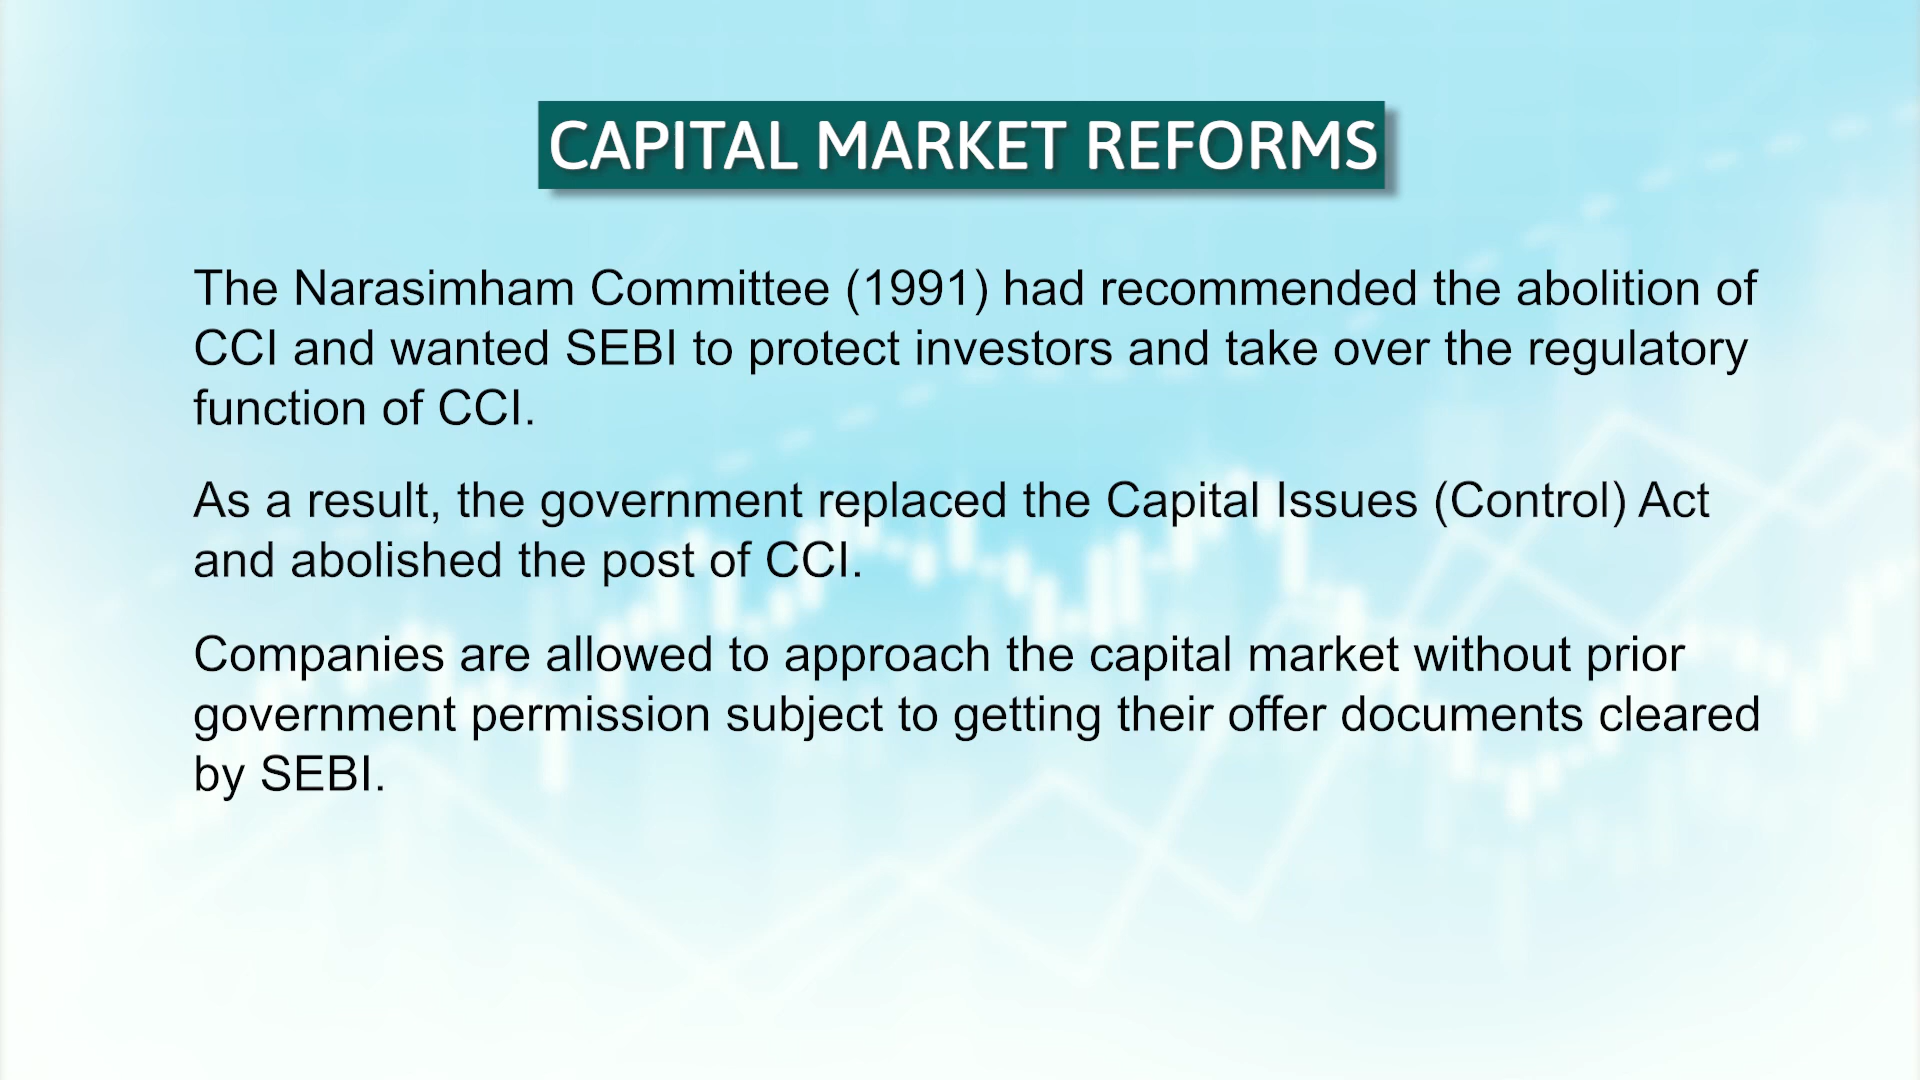 CAPITAL MARKET REFORMS
The Narasimham Committee (1991) had recommended the abolition of
CCI and wanted SEBI to protect investors and take over the regulatory
function of CCI.
As a result, the government replaced the Capital Issues (Control) Act
and abolished the post of CCI.
Companies are allowed to approach the capital market without prior
government permission subject to getting their offer documents cleared
by SEBI.